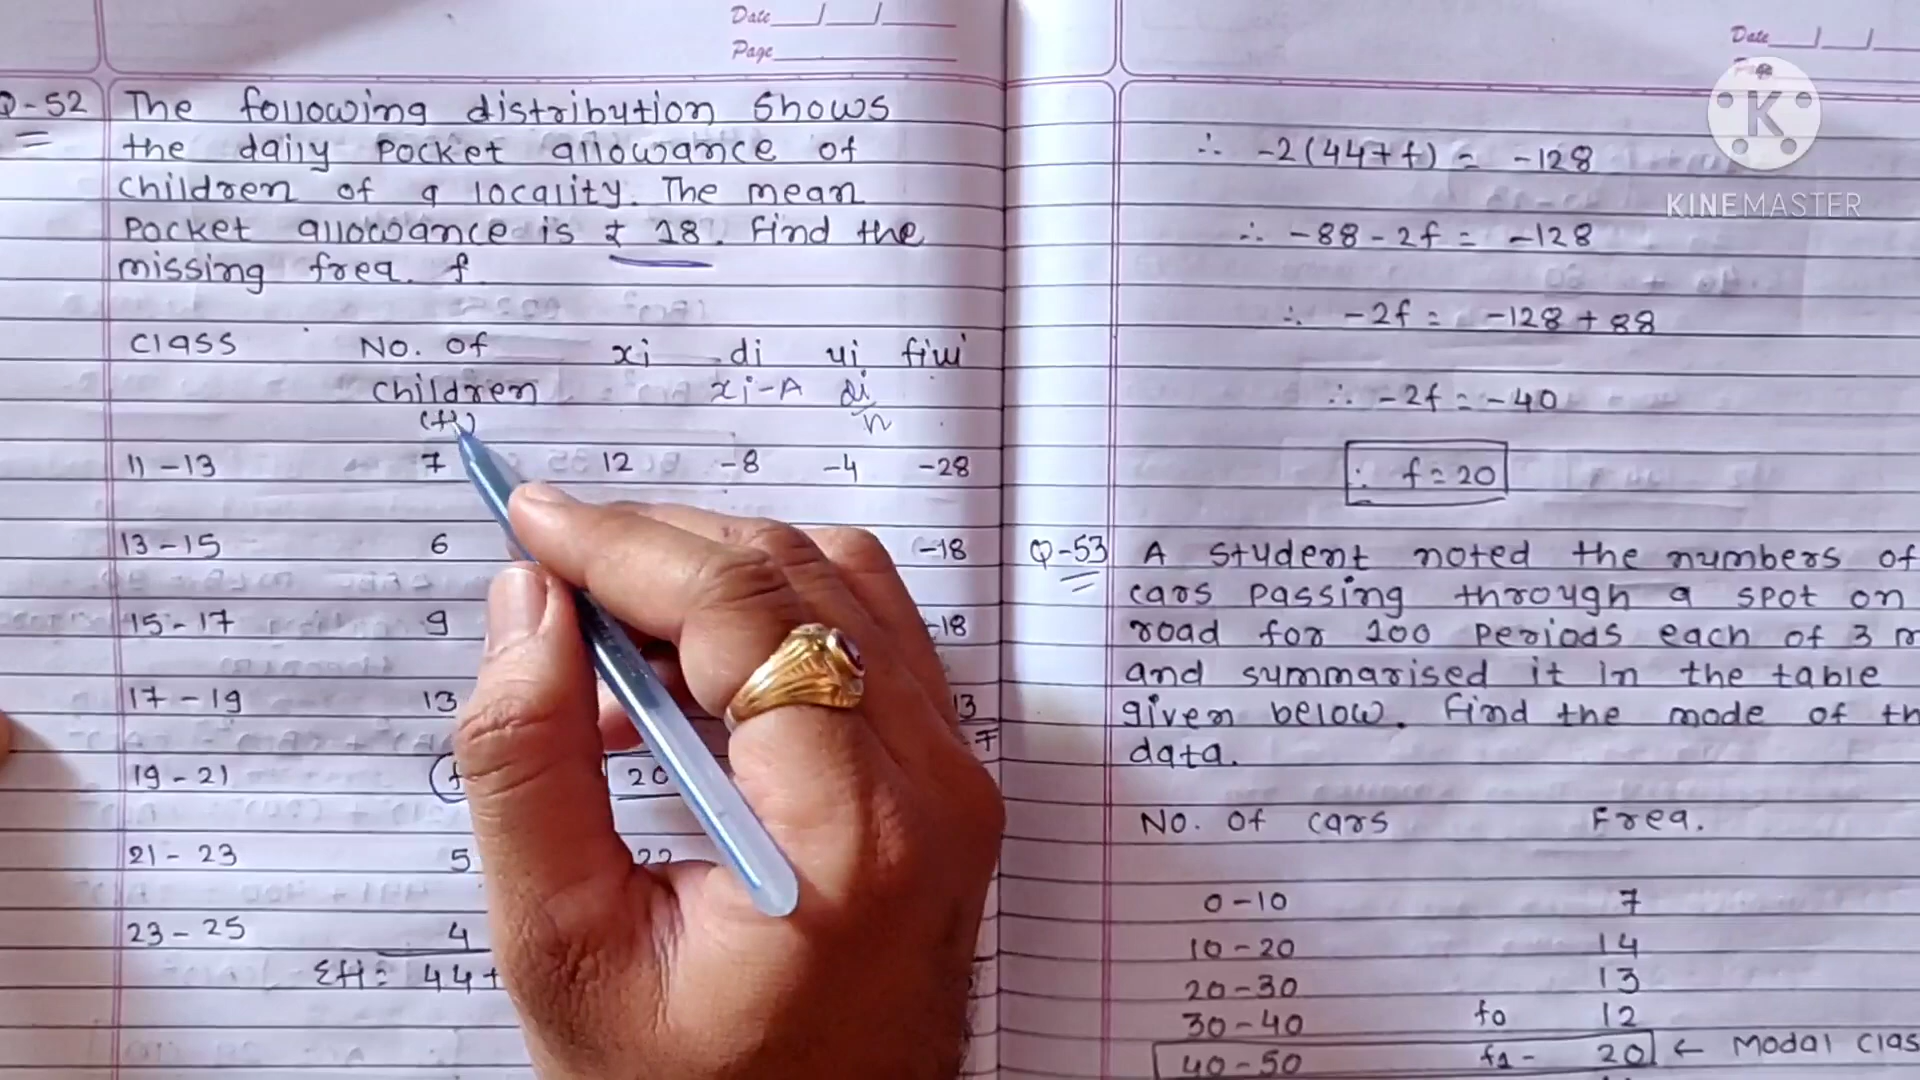 Date __/__/__
Page
Q-52 The following distribution shows
the daily pocket allowance of
children of a locality. The mean
pocket allowance is ₹ 18. Find the
missing freq. f
Class No. of xi di ui fiui
children xi-A di/h
(fi)
11-13 7 12 -8 -4 -28
13-15 6 -18
15-17 9 -18
17-19 13 13
19-21 20
21-23 5 22
23-25 4
Σfi = 44+
Date __/__/__
K
KINEMASTER
∴ -2(44+f) = -128
∴ -88-2f = -128
∴ -2f = -128+88
∴ -2f = -40
∴ f = 20
Q-53 A student noted the numbers of
cars passing through a spot on
road for 100 periods each of 3
and summarised it in the table
given below. Find the mode of
data.
No. of cars Freq.
0-10 7
10-20 14
20-30 13
30-40 f0 12
40-50 f1- 20 ← Modal